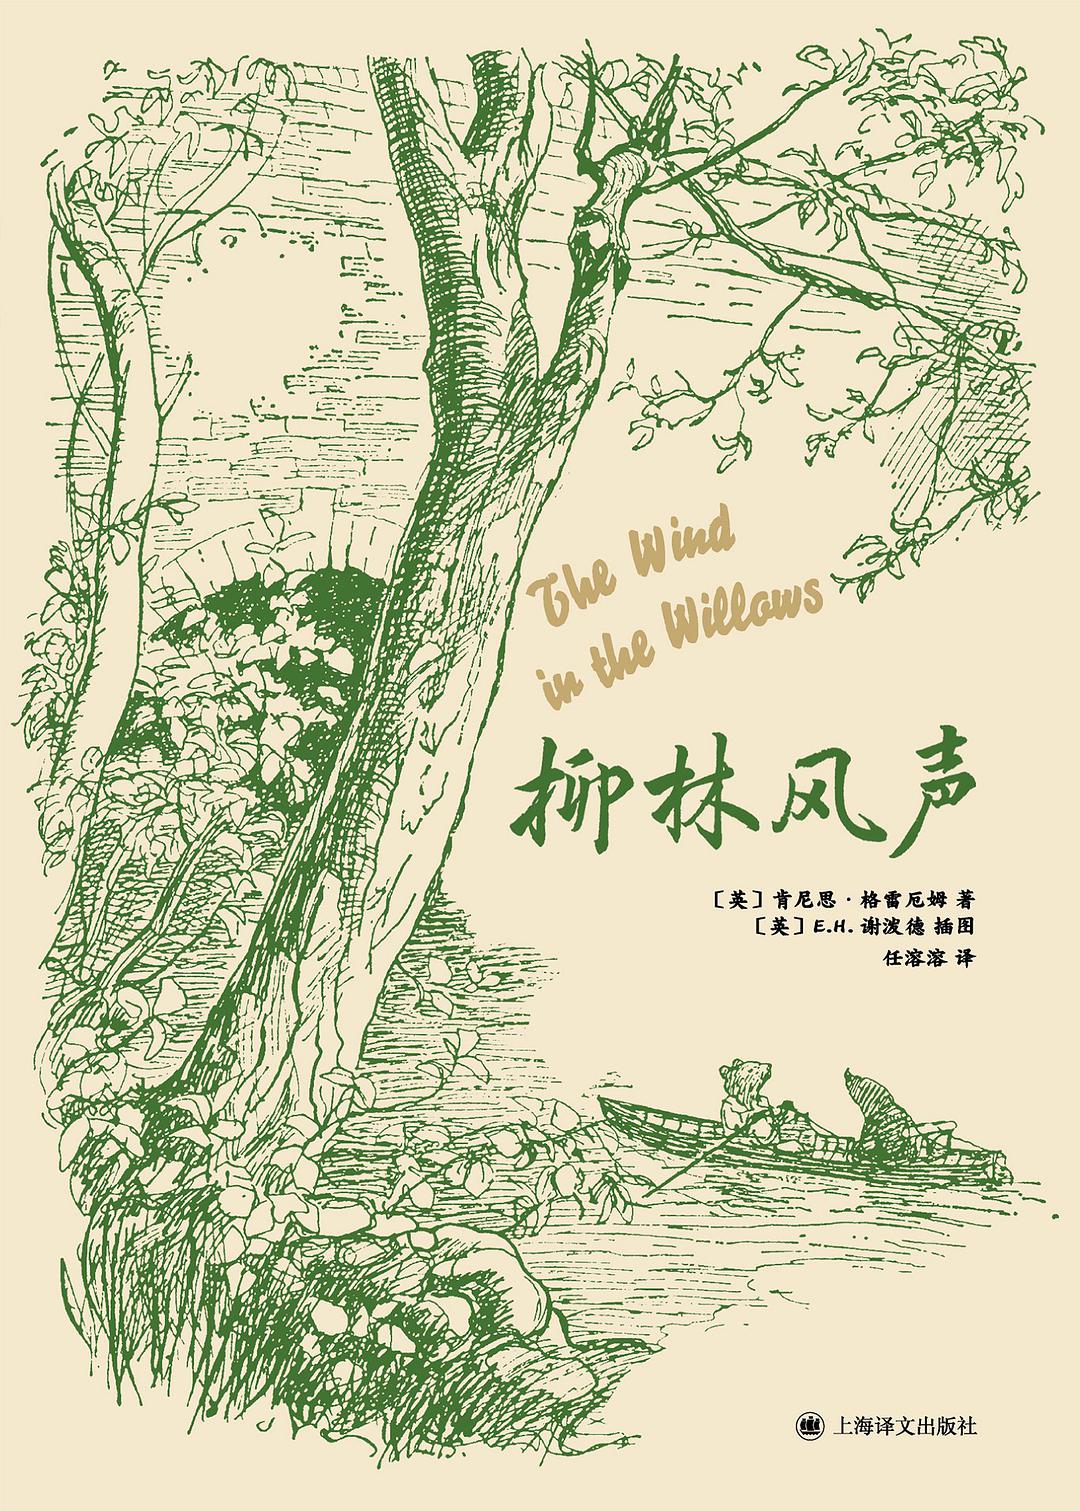 The Wind
in the Willows
柳林风声
［英］肯尼思·格雷厄姆 著
［英］E.H.谢泼德 插图
任溶溶 译
上海译文出版社